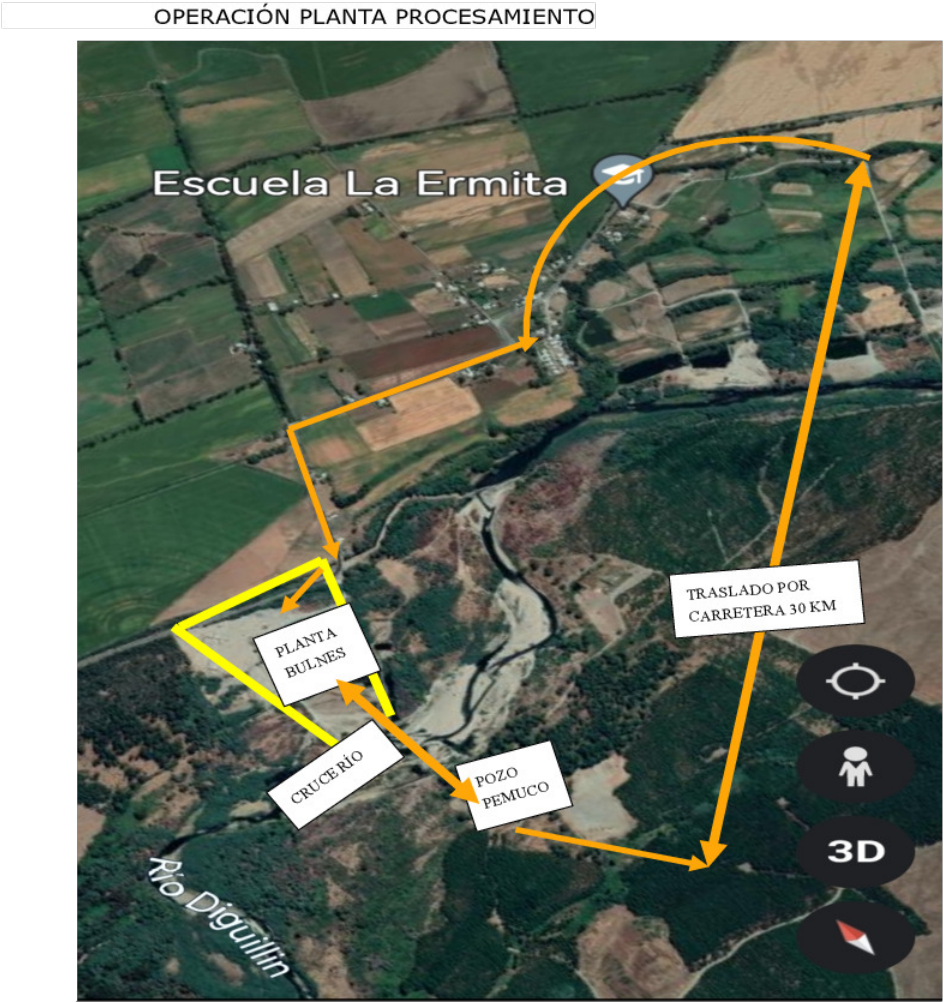 OPERACIÓN PLANTA PROCESAMIENTO
Escuela La Ermita
TRASLADO POR
CARRETERA 30 KM
PLANTA
BULNES
CRUCE RÍO
POZO
PEMUCO
3D
Río Diguillin